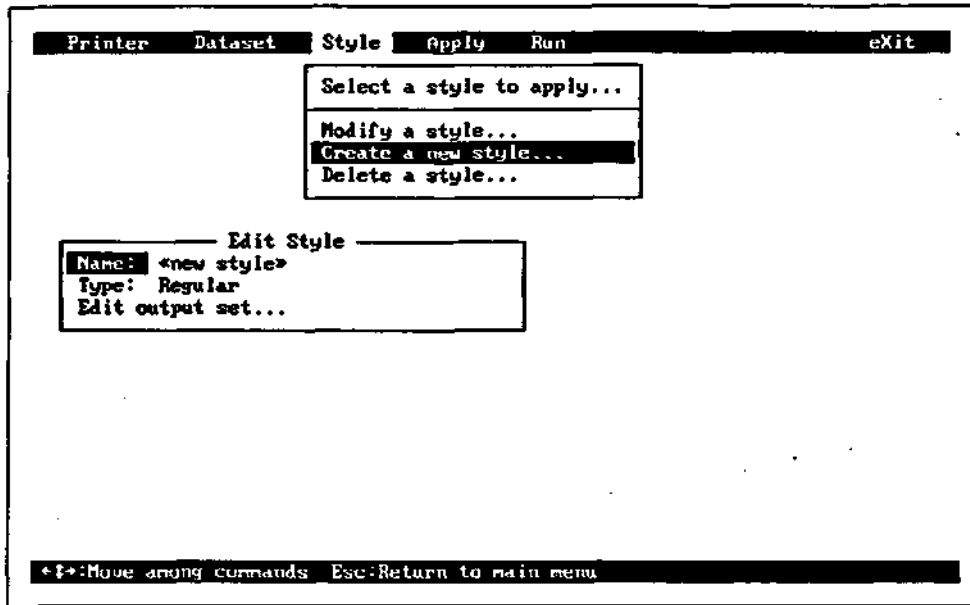 Printer Dataset Style Apply Run eXit
Select a style to apply...
Modify a style...
Create a new style...
Delete a style...
Edit Style
Name: «new style»
Type: Regular
Edit output set...
←↕→:Move among commands Esc:Return to main menu